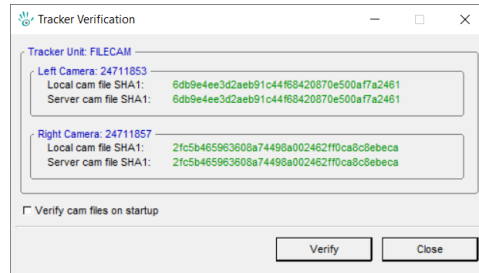 Tracker Verification
Tracker Unit: FILECAM
Left Camera: 24711853
Local cam file SHA1: 6db9e4ee3d2aeb91c44f68420870e500af7a2461
Server cam file SHA1: 6db9e4ee3d2aeb91c44f68420870e500af7a2461
Right Camera: 24711857
Local cam file SHA1: 2fc5b465963608a74498a002462ff0ca8c8ebeca
Server cam file SHA1: 2fc5b465963608a74498a002462ff0ca8c8ebeca
Verify cam files on startup
Verify Close